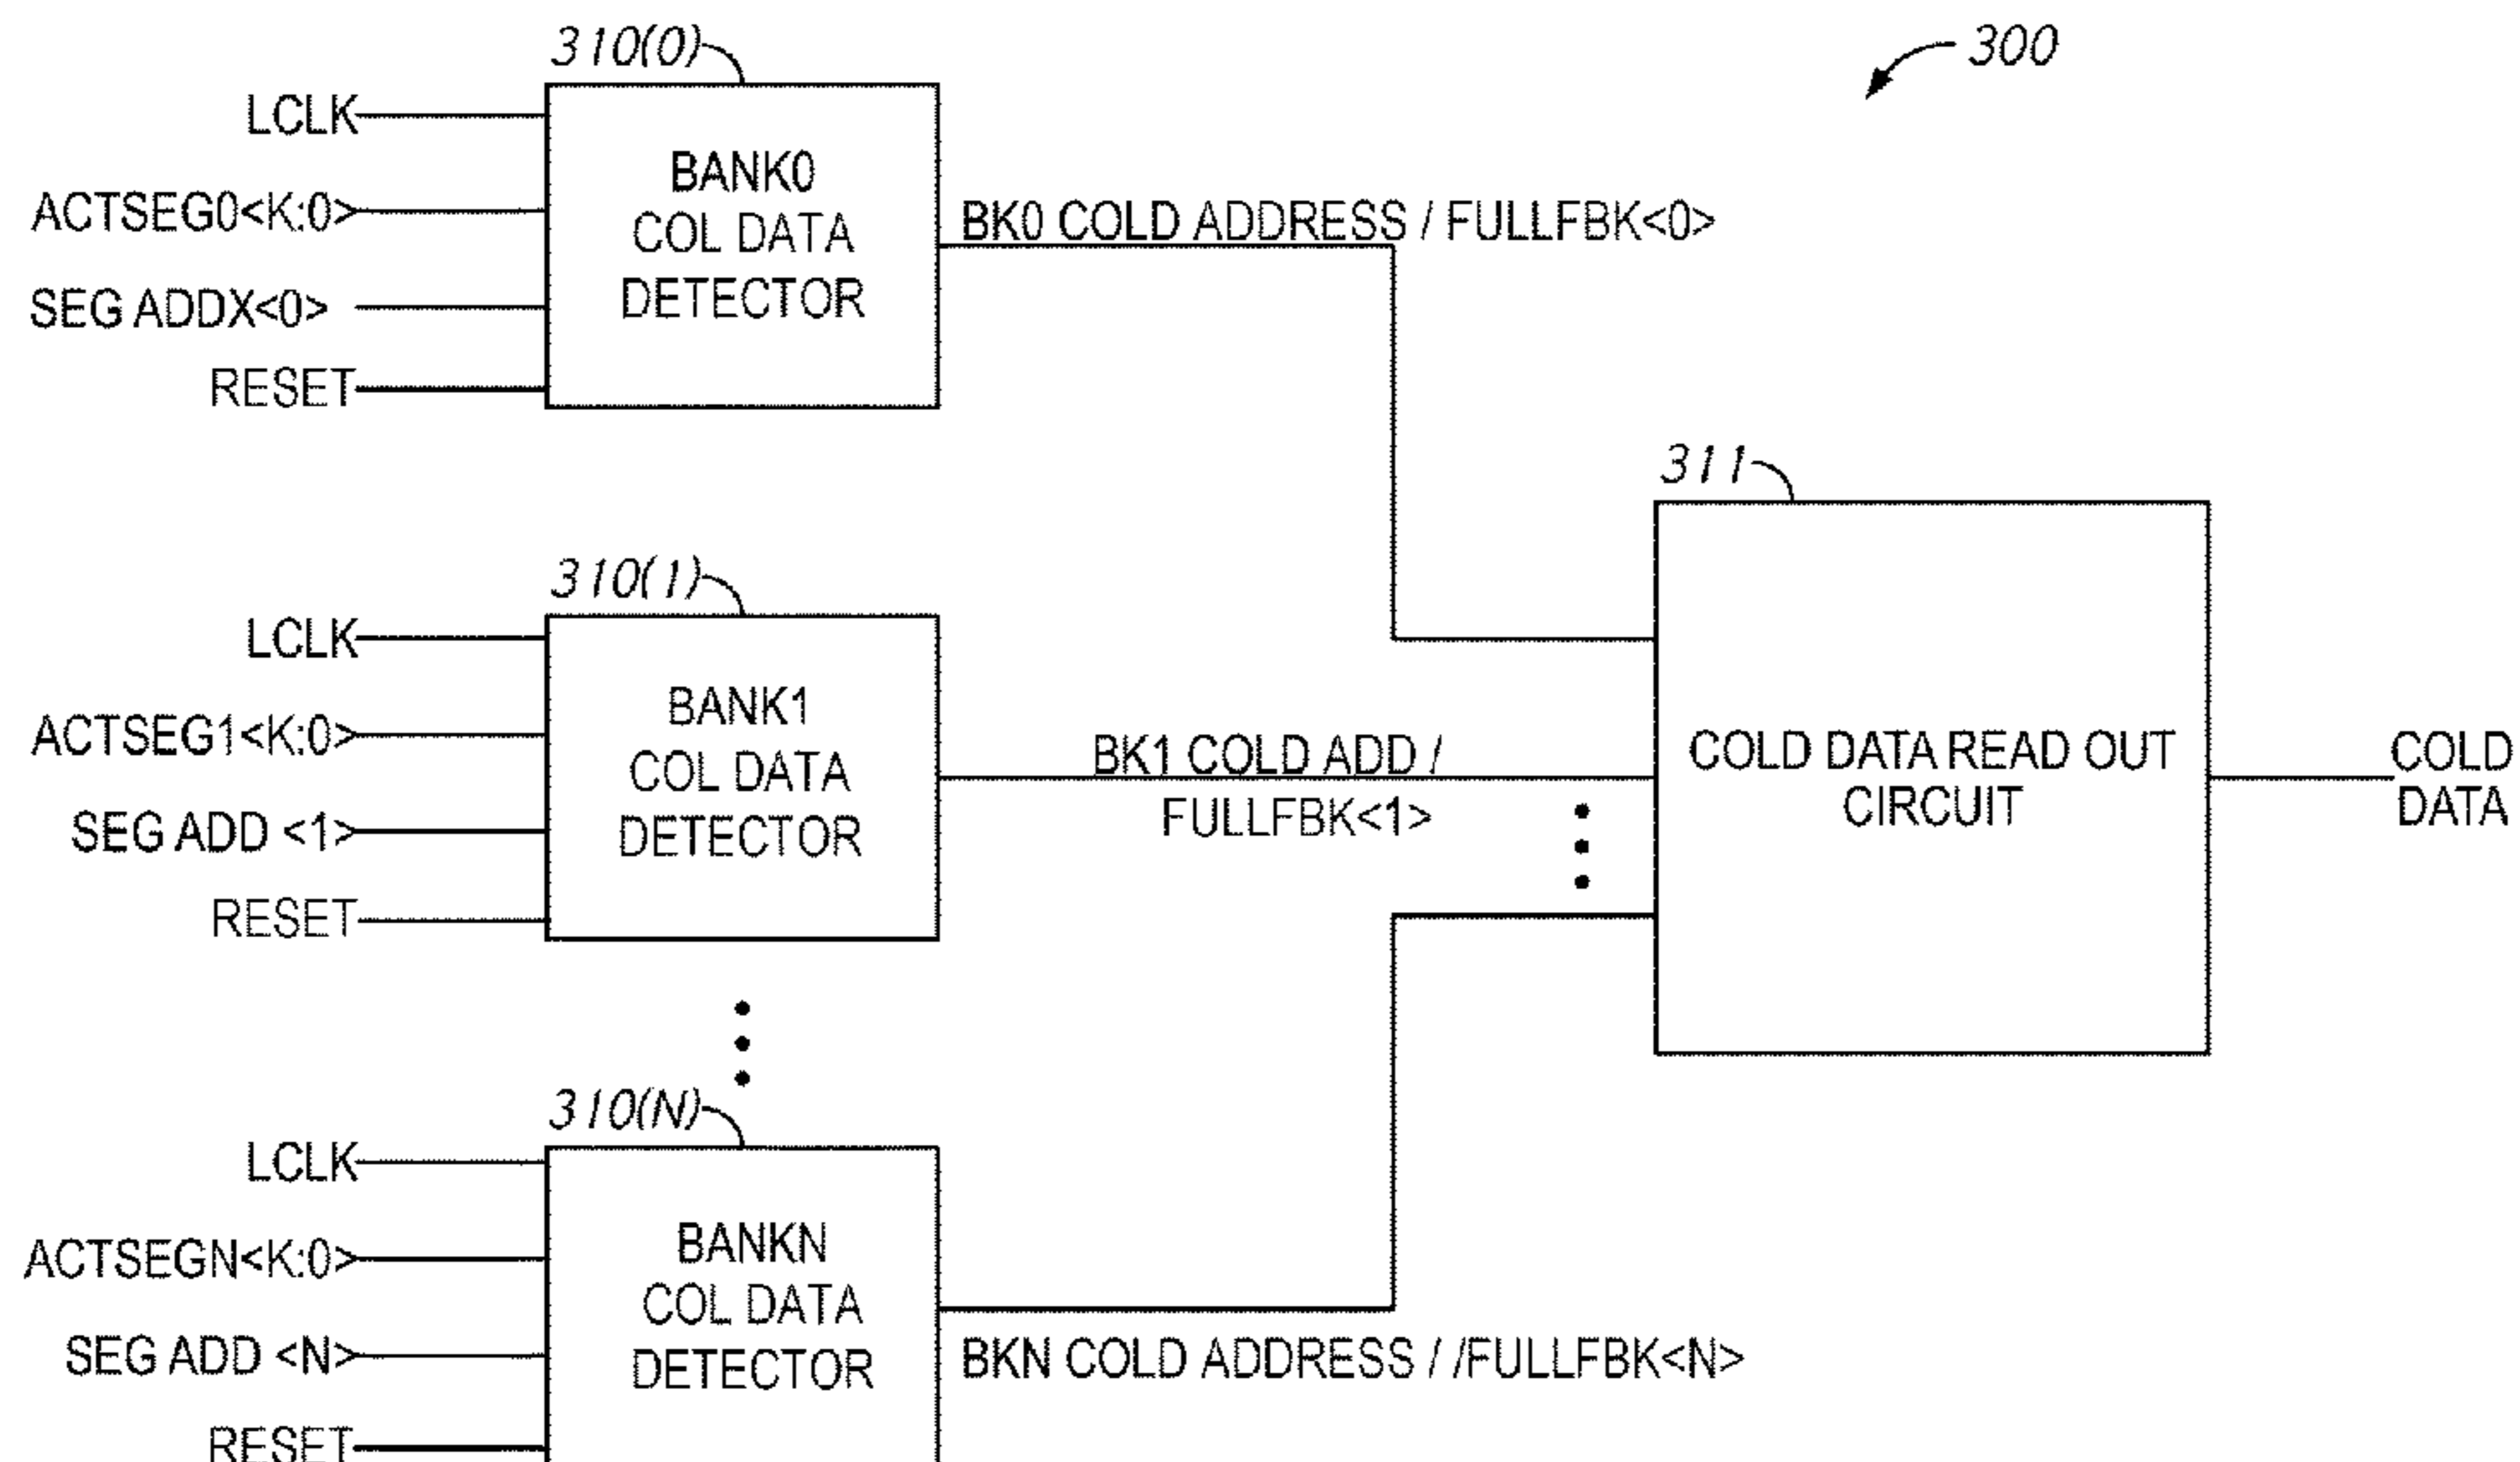 310(0)
300
LCLK
ACTSEG0<K:0>
SEG ADDX<0>
RESET
BANK0
COL DATA
DETECTOR
BK0 COLD ADDRESS / FULLFBK<0>
310(1)
LCLK
ACTSEG1<K:0>
SEG ADD <1>
RESET
BANK1
COL DATA
DETECTOR
BK1 COLD ADD /
FULLFBK<1>
311
COLD DATA READ OUT
CIRCUIT
COLD
DATA
310(N)
LCLK
ACTSEGN<K:0>
SEG ADD <N>
RESET
BANKN
COL DATA
DETECTOR
BKN COLD ADDRESS / /FULLFBK<N>